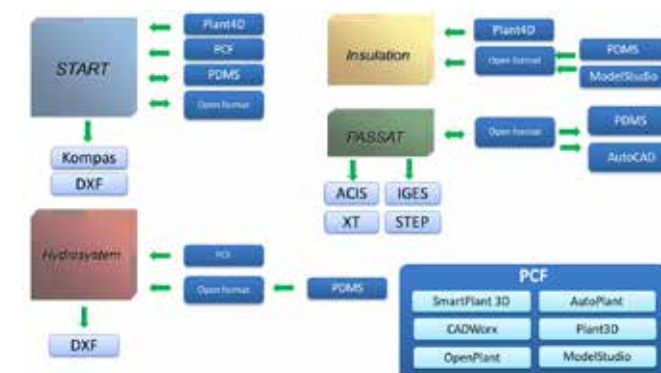 START
Plant4D
PCF
PDMS
Open format
Kompas
DXF
Insulation
Plant4D
Open format
PDMS
ModelStudio
PASSAT
Open format
PDMS
AutoCAD
ACIS
IGES
XT
STEP
Hydrosystem
PCF
Open format
PDMS
DXF
PCF
SmartPlant 3D
AutoPlant
CADWorx
Plant3D
OpenPlant
ModelStudio